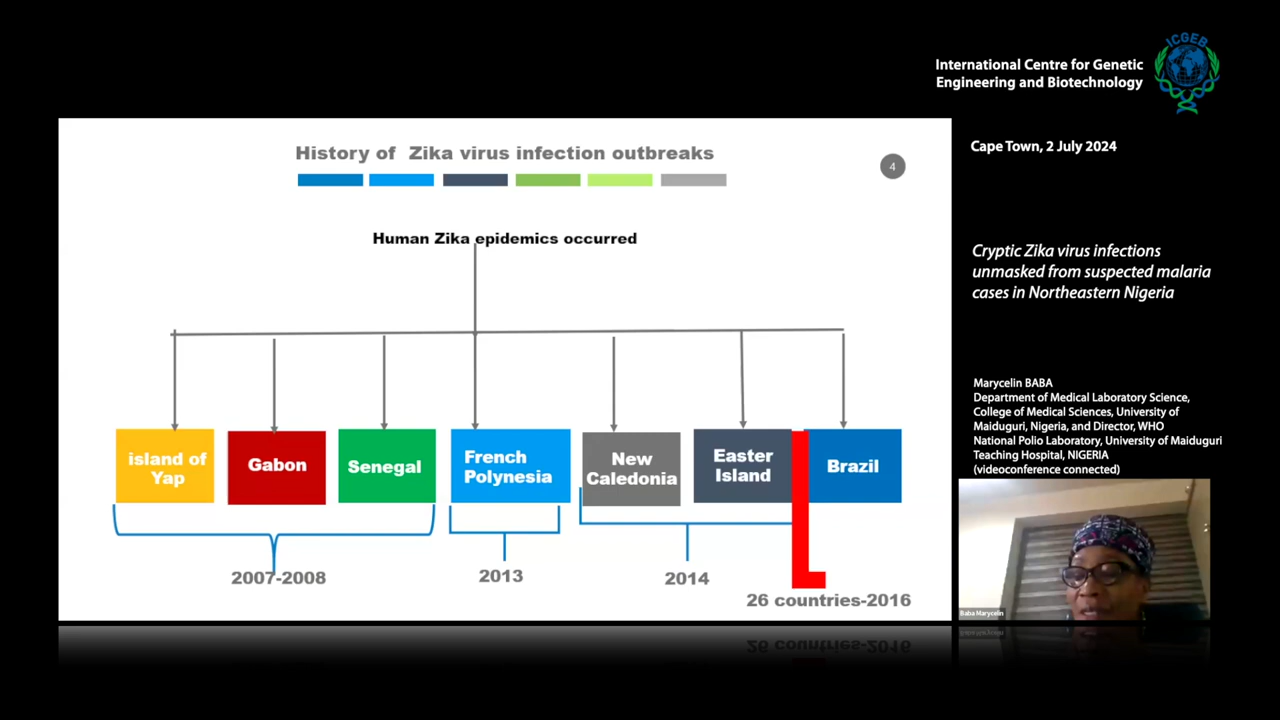 ICGEB
International Centre for Genetic
Engineering and Biotechnology
Cape Town, 2 July 2024
History of Zika virus infection outbreaks
4
Human Zika epidemics occurred
island of
Yap
Gabon
Senegal
French
Polynesia
New
Caledonia
Easter
Island
Brazil
2007-2008
2013
2014
26 countries-2016
Cryptic Zika virus infections
unmasked from suspected malaria
cases in Northeastern Nigeria
Marycelin BABA
Department of Medical Laboratory Science,
College of Medical Sciences, University of
Maiduguri, Nigeria, and Director, WHO
National Polio Laboratory, University of Maiduguri
Teaching Hospital, NIGERIA
(videoconference connected)
Baba Marycelin